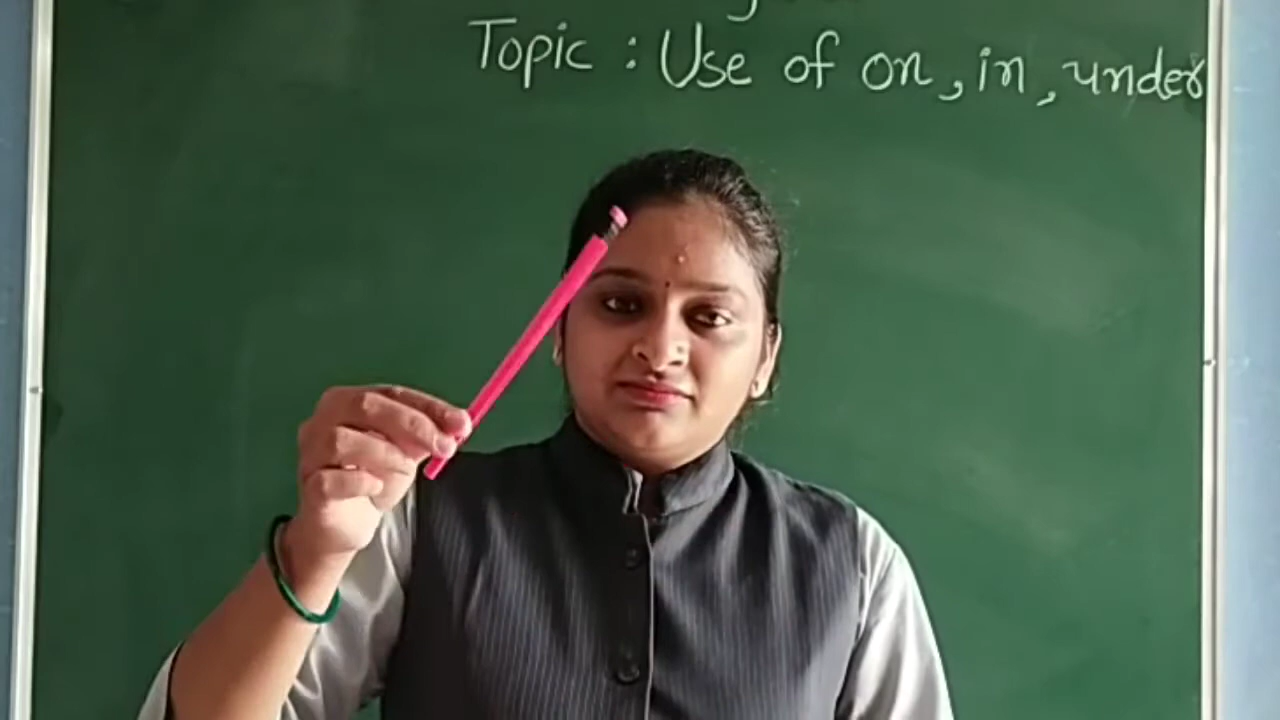 Topic : Use of on, in, under